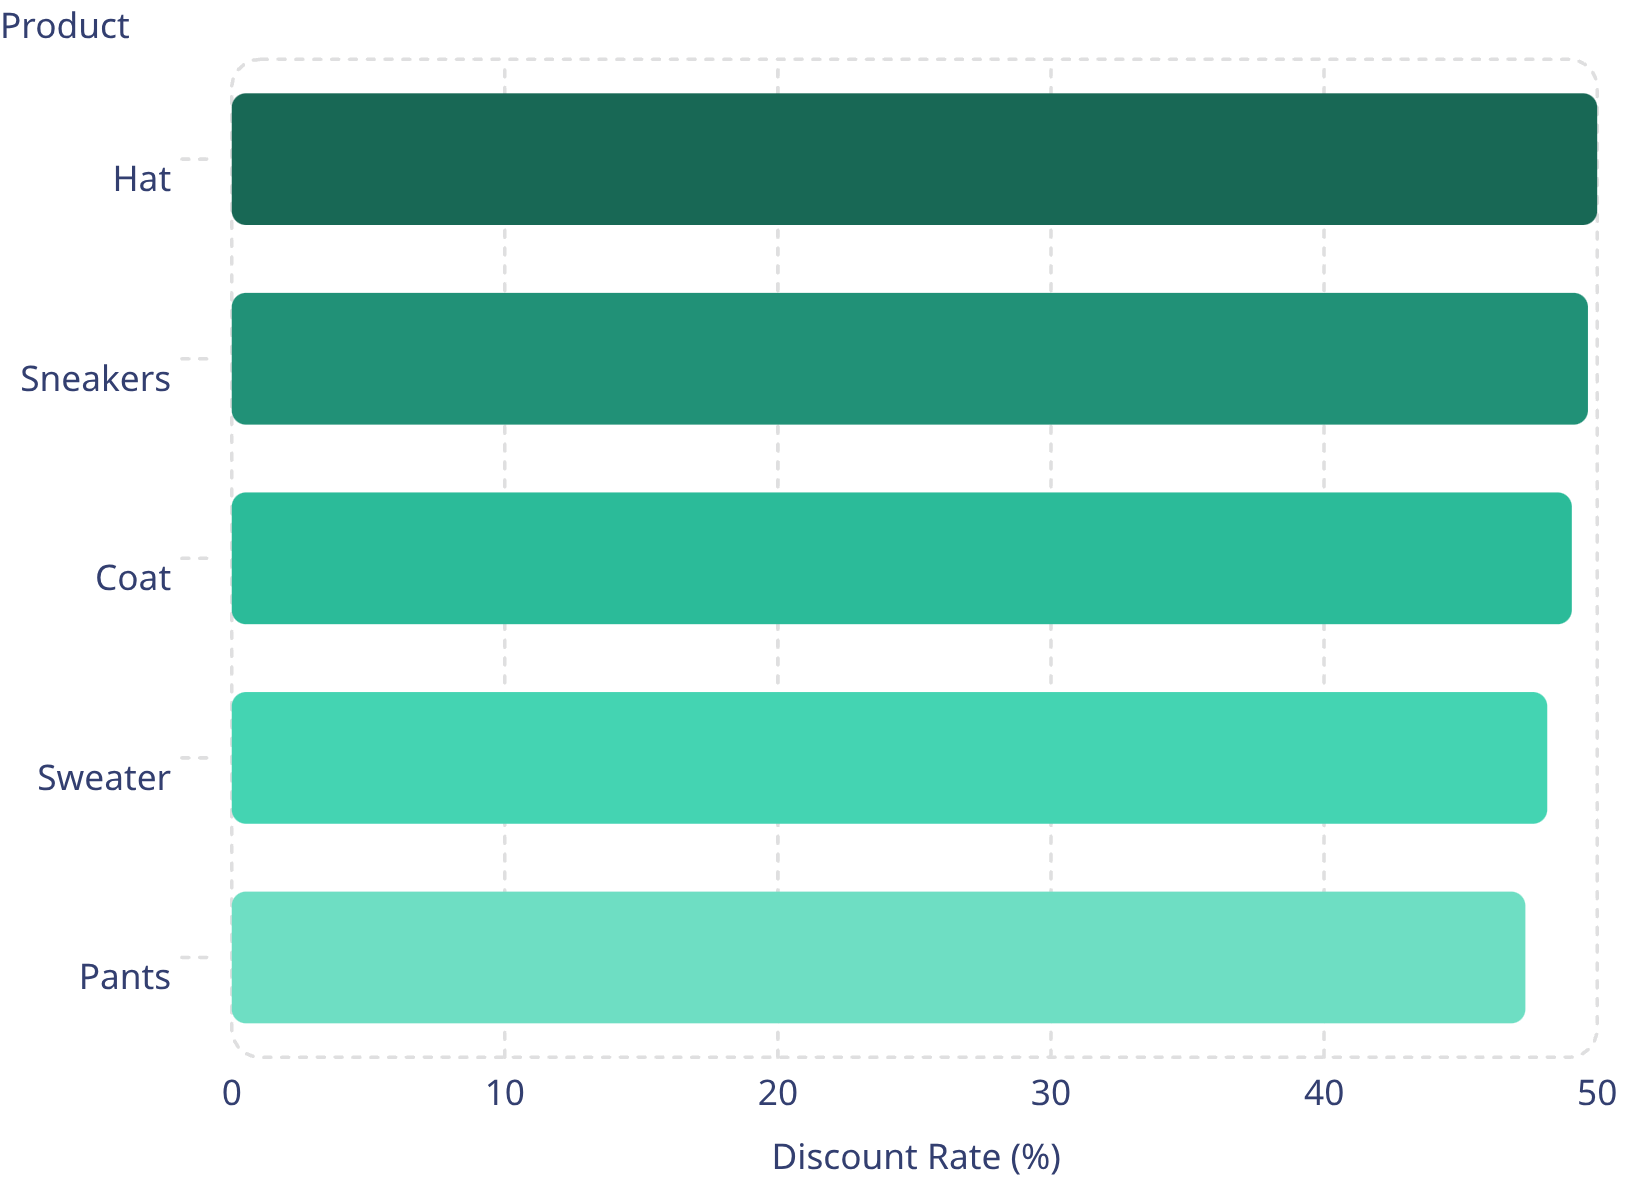 Product
Hat
Sneakers
Coat
Sweater
Pants
0 10 20 30 40 50
Discount Rate (%)